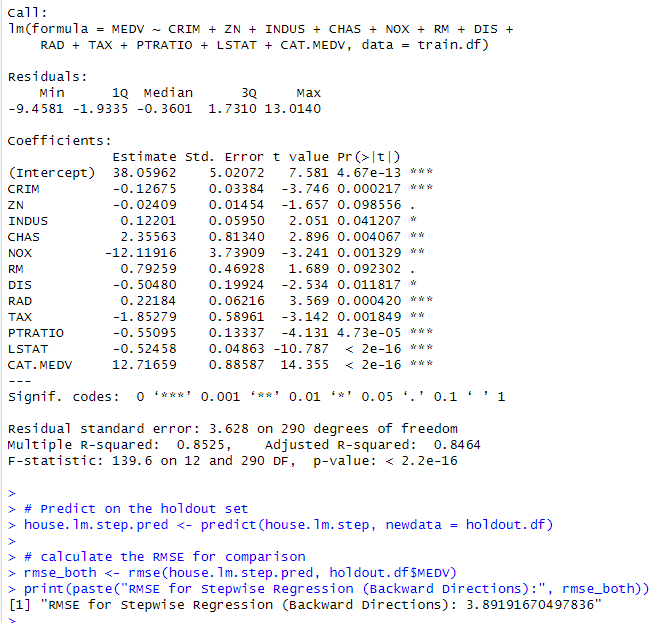 Call:
lm(formula = MEDV ~ CRIM + ZN + INDUS + CHAS + NOX + RM + DIS +
    RAD + TAX + PTRATIO + LSTAT + CAT.MEDV, data = train.df)
Residuals:
    Min      1Q  Median      3Q     Max
-9.4581 -1.9335 -0.3601  1.7310 13.0140
Coefficients:
             Estimate Std. Error t value Pr(>|t|)
(Intercept)  38.05962    5.02072   7.581 4.67e-13 ***
CRIM         -0.12675    0.03384  -3.746 0.000217 ***
ZN           -0.02409    0.01454  -1.657 0.098556 .
INDUS         0.12201    0.05950   2.051 0.041207 *
CHAS          2.35563    0.81340   2.896 0.004067 **
NOX         -12.11916    3.73909  -3.241 0.001329 **
RM            0.79259    0.46928   1.689 0.092302 .
DIS          -0.50480    0.19924  -2.534 0.011817 *
RAD           0.22184    0.06216   3.569 0.000420 ***
TAX          -1.85279    0.58961  -3.142 0.001849 **
PTRATIO      -0.55095    0.13337  -4.131 4.73e-05 ***
LSTAT        -0.52458    0.04863 -10.787  < 2e-16 ***
CAT.MEDV     12.71659    0.88587  14.355  < 2e-16 ***
---
Signif. codes:  0 ‘***’ 0.001 ‘**’ 0.01 ‘*’ 0.05 ‘.’ 0.1 ‘ ’ 1
Residual standard error: 3.628 on 290 degrees of freedom
Multiple R-squared:  0.8525,    Adjusted R-squared:  0.8464
F-statistic: 139.6 on 12 and 290 DF,  p-value: < 2.2e-16
>
> # Predict on the holdout set
> house.lm.step.pred <- predict(house.lm.step, newdata = holdout.df)
>
> # calculate the RMSE for comparison
> rmse_both <- rmse(house.lm.step.pred, holdout.df$MEDV)
> print(paste("RMSE for Stepwise Regression (Backward Directions):", rmse_both))
[1] "RMSE for Stepwise Regression (Backward Directions): 3.89191670497836"
>